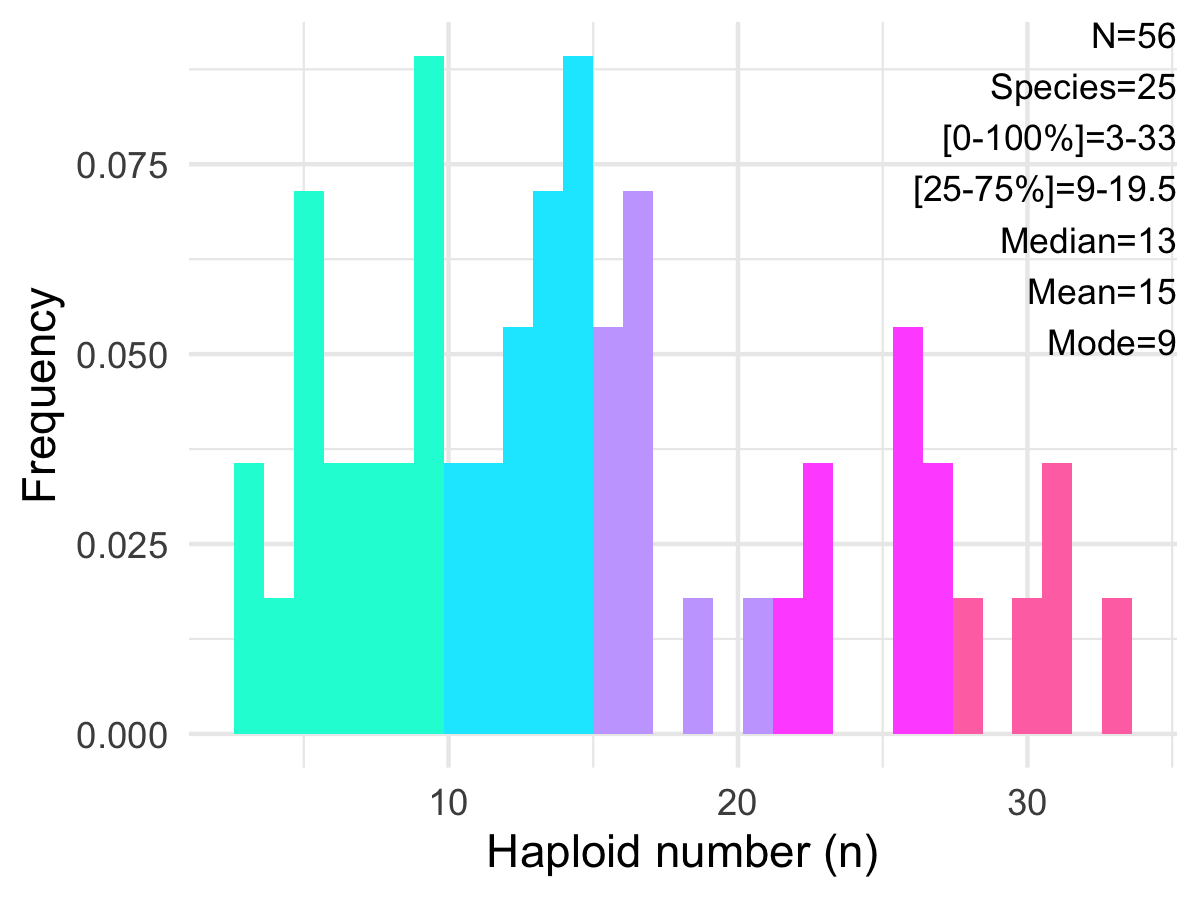 N=56
Species=25
[0-100%]=3-33
[25-75%]=9-19.5
Median=13
Mean=15
Mode=9
Frequency
0.075
0.050
0.025
0.000
10 20 30
Haploid number (n)